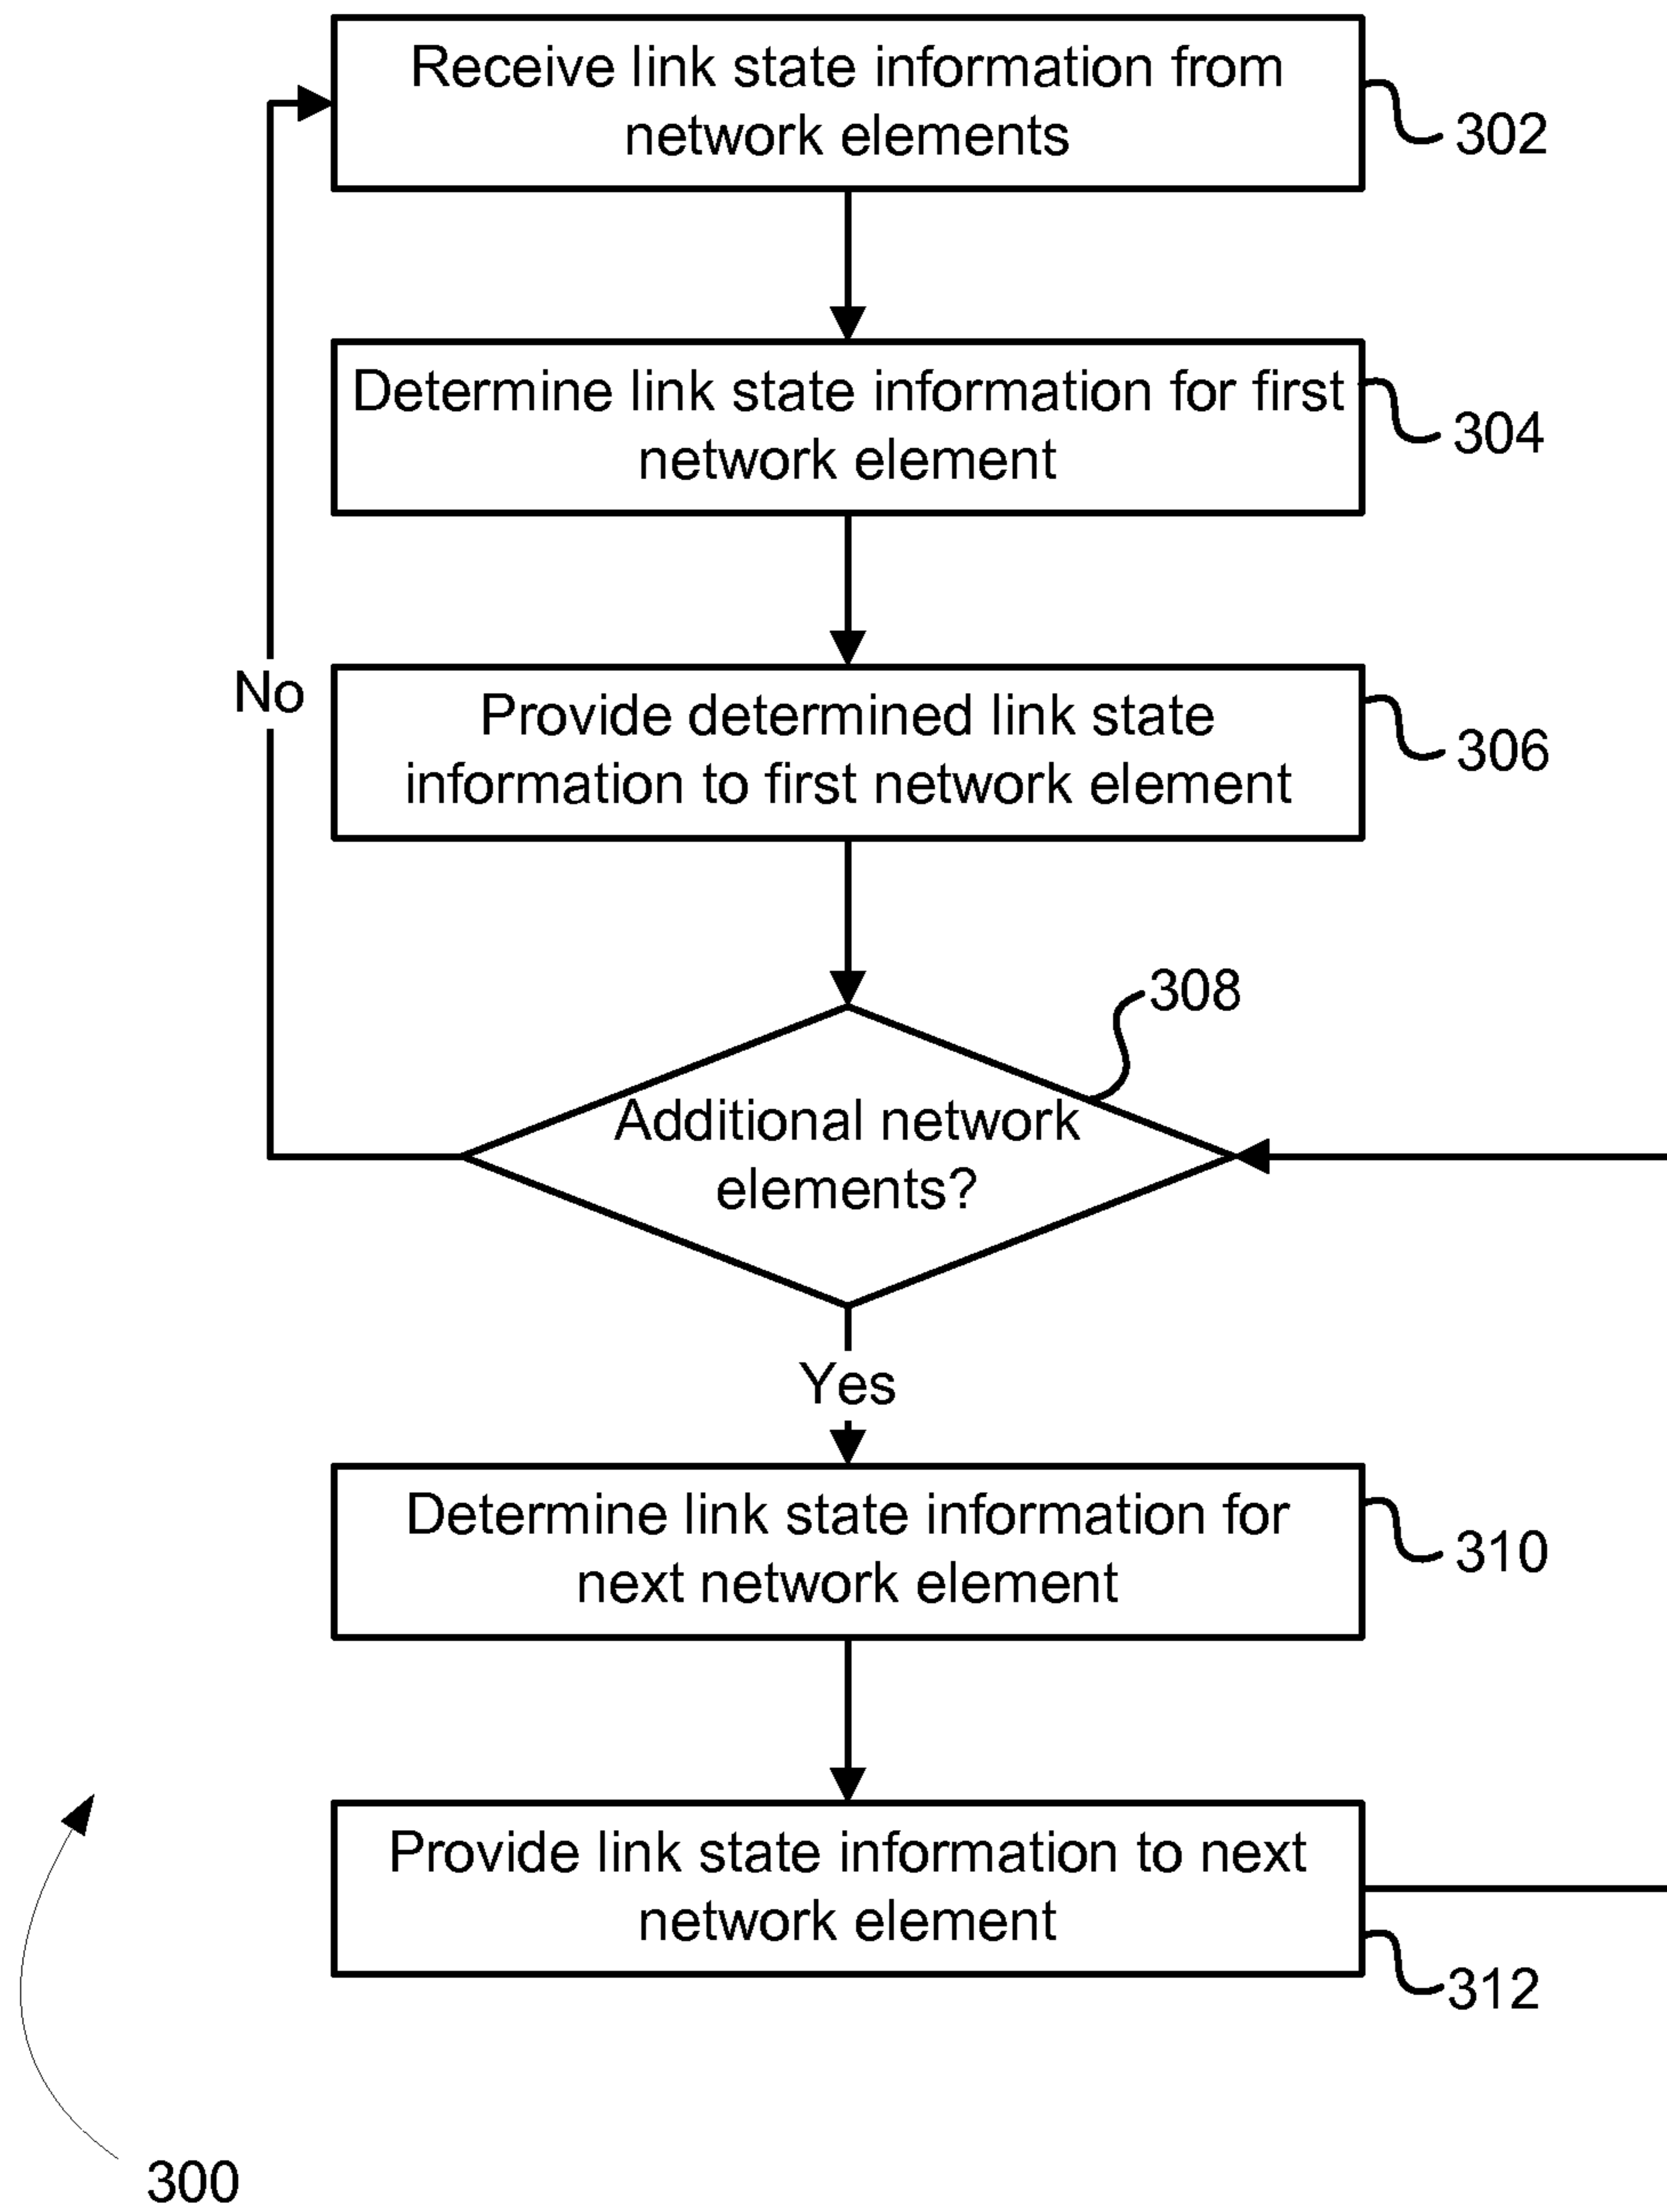 Receive link state information from
network elements
302
Determine link state information for first
network element
304
No
Provide determined link state
information to first network element
306
308
Additional network
elements?
Yes
Determine link state information for
next network element
310
Provide link state information to next
network element
312
300